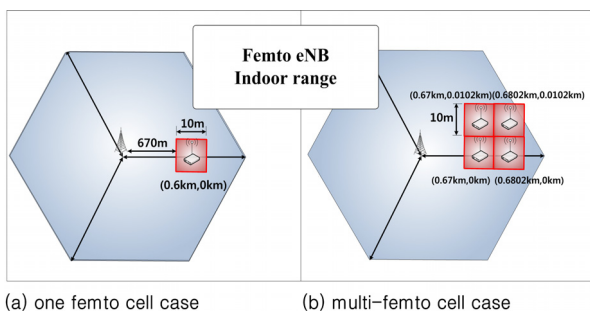 Femto eNB
Indoor range
10m
670m
(0.6km,0km)
(0.67km,0.0102km)(0.6802km,0.0102km)
10m
(0.67km,0km) (0.6802km,0km)
(a) one femto cell case
(b) multi-femto cell case